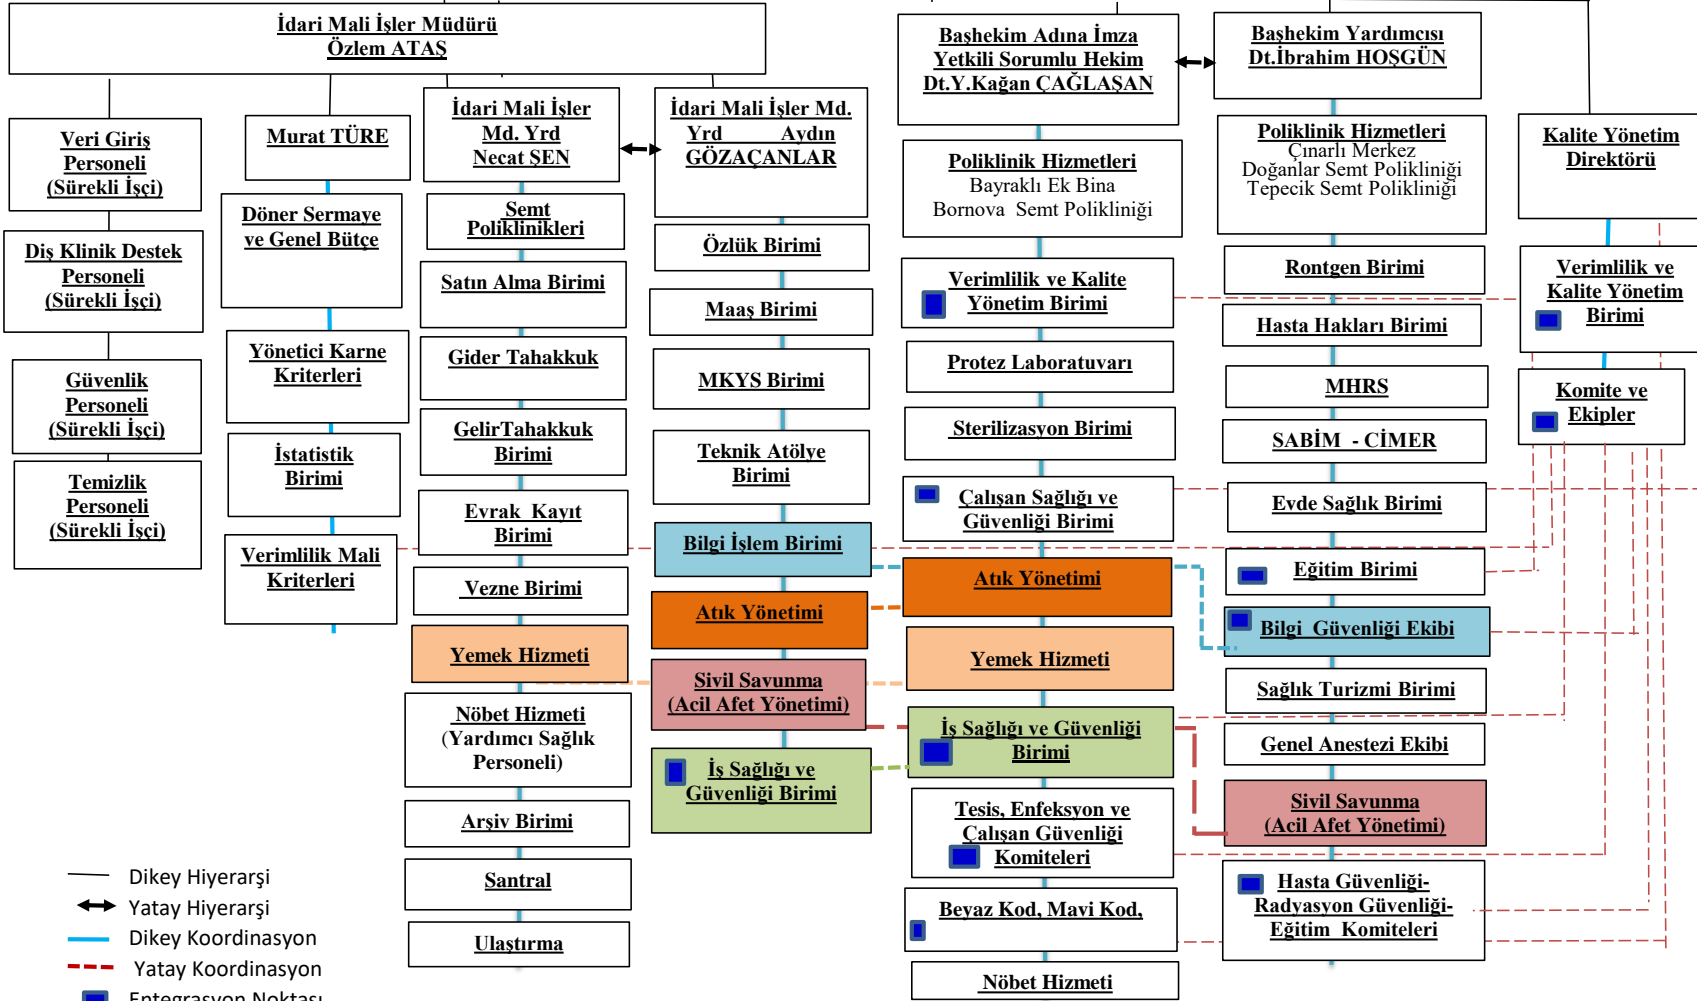 İdari Mali İşler Müdürü
Özlem ATAŞ
Veri Giriş
Personeli
(Sürekli İşçi)
Diş Klinik Destek
Personeli
(Sürekli İşçi)
Güvenlik
Personeli
(Sürekli İşçi)
Temizlik
Personeli
(Sürekli İşçi)
Murat TÜRE
Döner Sermaye
ve Genel Bütçe
Yönetici Karne
Kriterleri
İstatistik
Birimi
Verimlilik Mali
Kriterleri
İdari Mali İşler
Md. Yrd
Necat ŞEN
Semt
Poliklinikleri
Satın Alma Birimi
Gider Tahakkuk
GelirTahakkuk
Birimi
Evrak Kayıt
Birimi
Vezne Birimi
Yemek Hizmeti
Nöbet Hizmeti
(Yardımcı Sağlık
Personeli)
Arşiv Birimi
Santral
Ulaştırma
İdari Mali İşler Md.
Yrd Aydın
GÖZAÇANLAR
Özlük Birimi
Maaş Birimi
MKYS Birimi
Teknik Atölye
Birimi
Bilgi İşlem Birimi
Atık Yönetimi
Sivil Savunma
(Acil Afet Yönetimi)
İş Sağlığı ve
Güvenliği Birimi
Başhekim Adına İmza
Yetkili Sorumlu Hekim
Dt.Y.Kağan ÇAĞLAŞAN
Poliklinik Hizmetleri
Bayraklı Ek Bina
Bornova Semt Polikliniği
Verimlilik ve Kalite
Yönetim Birimi
Protez Laboratuvarı
Sterilizasyon Birimi
Çalışan Sağlığı ve
Güvenliği Birimi
Atık Yönetimi
Yemek Hizmeti
İş Sağlığı ve Güvenliği
Birimi
Tesis, Enfeksyon ve
Çalışan Güvenliği
Komiteleri
Beyaz Kod, Mavi Kod,
Nöbet Hizmeti
Başhekim Yardımcısı
Dt.İbrahim HOŞGÜN
Poliklinik Hizmetleri
Çınarlı Merkez
Doğanlar Semt Polikliniği
Tepecik Semt Polikliniği
Rontgen Birimi
Hasta Hakları Birimi
MHRS
SABİM - CİMER
Evde Sağlık Birimi
Eğitim Birimi
Bilgi Güvenliği Ekibi
Sağlık Turizmi Birimi
Genel Anestezi Ekibi
Sivil Savunma
(Acil Afet Yönetimi)
Hasta Güvenliği-
Radyasyon Güvenliği-
Eğitim Komiteleri
Kalite Yönetim
Direktörü
Verimlilik ve
Kalite Yönetim
Birimi
Komite ve
Ekipler
Dikey Hiyerarşi
Yatay Hiyerarşi
Dikey Koordinasyon
Yatay Koordinasyon
Entegrasyon Noktası